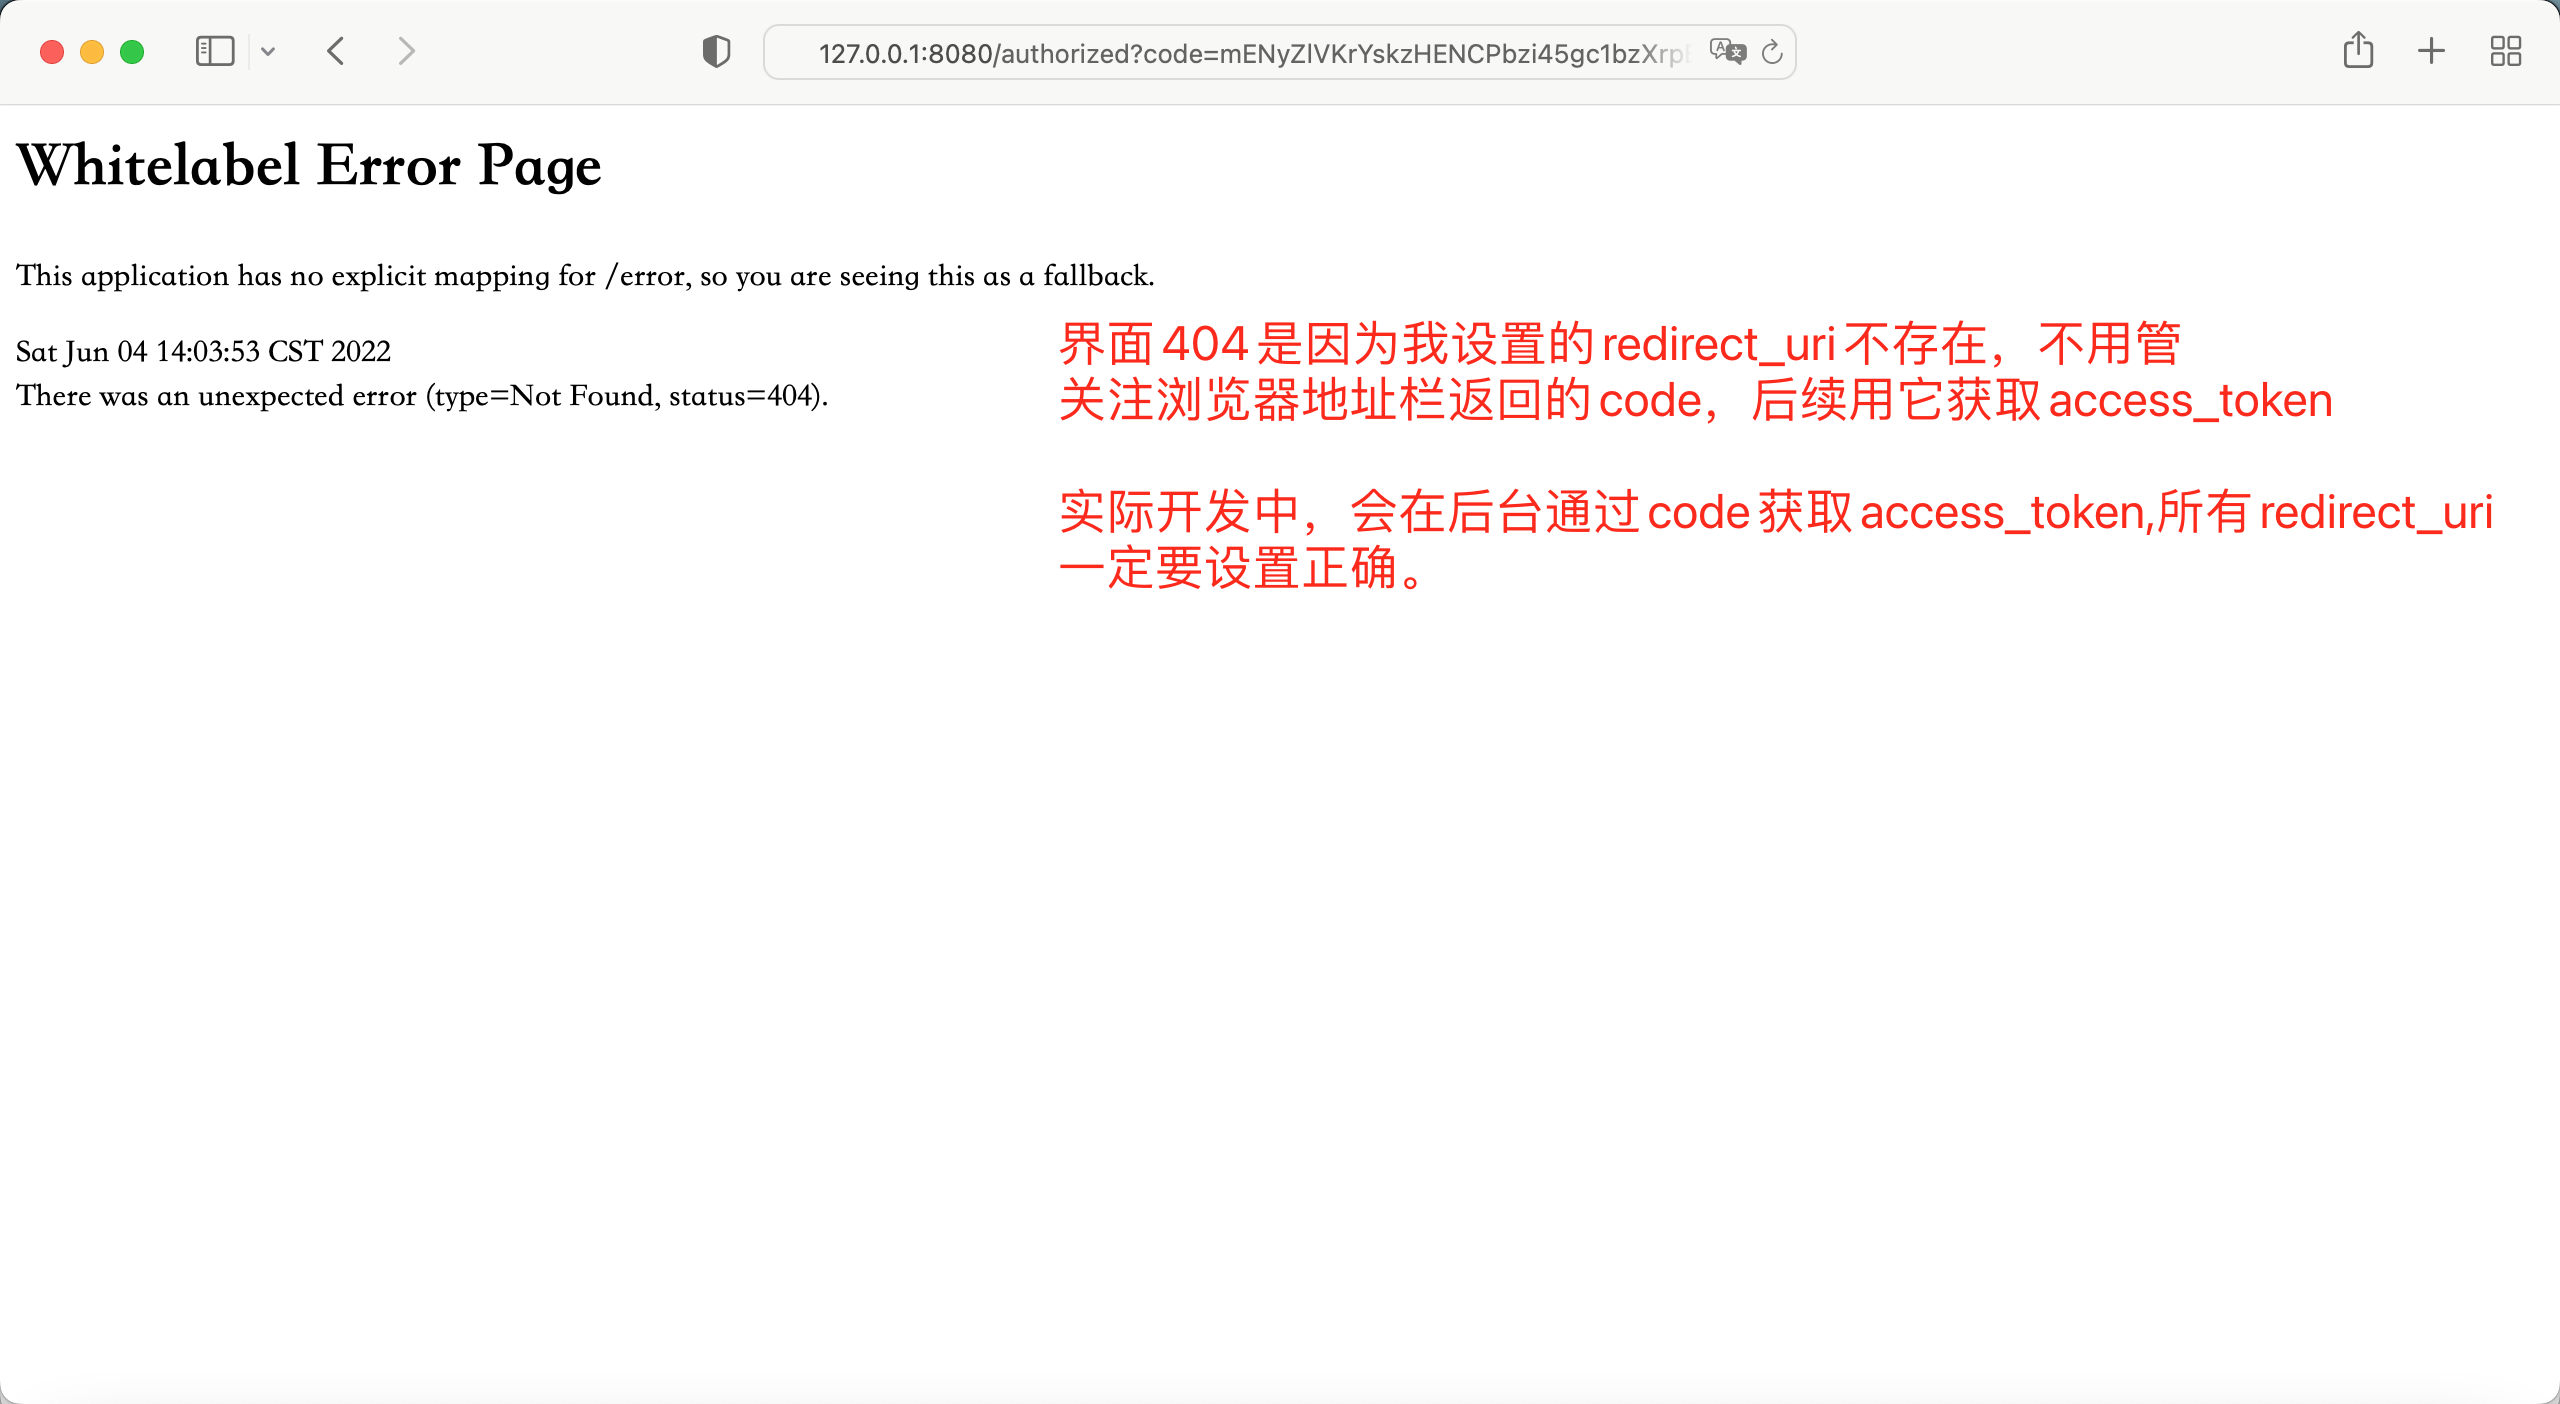 127.0.0.1:8080/authorized?code=mENyZlVKrYskzHENCPbzi45gc1bzXrp
Whitelabel Error Page
This application has no explicit mapping for /error, so you are seeing this as a fallback.
Sat Jun 04 14:03:53 CST 2022
There was an unexpected error (type=Not Found, status=404).
界面404是因为我设置的redirect_uri不存在，不用管
关注浏览器地址栏返回的code，后续用它获取access_token
实际开发中，会在后台通过code获取access_token,所有redirect_uri
一定要设置正确。